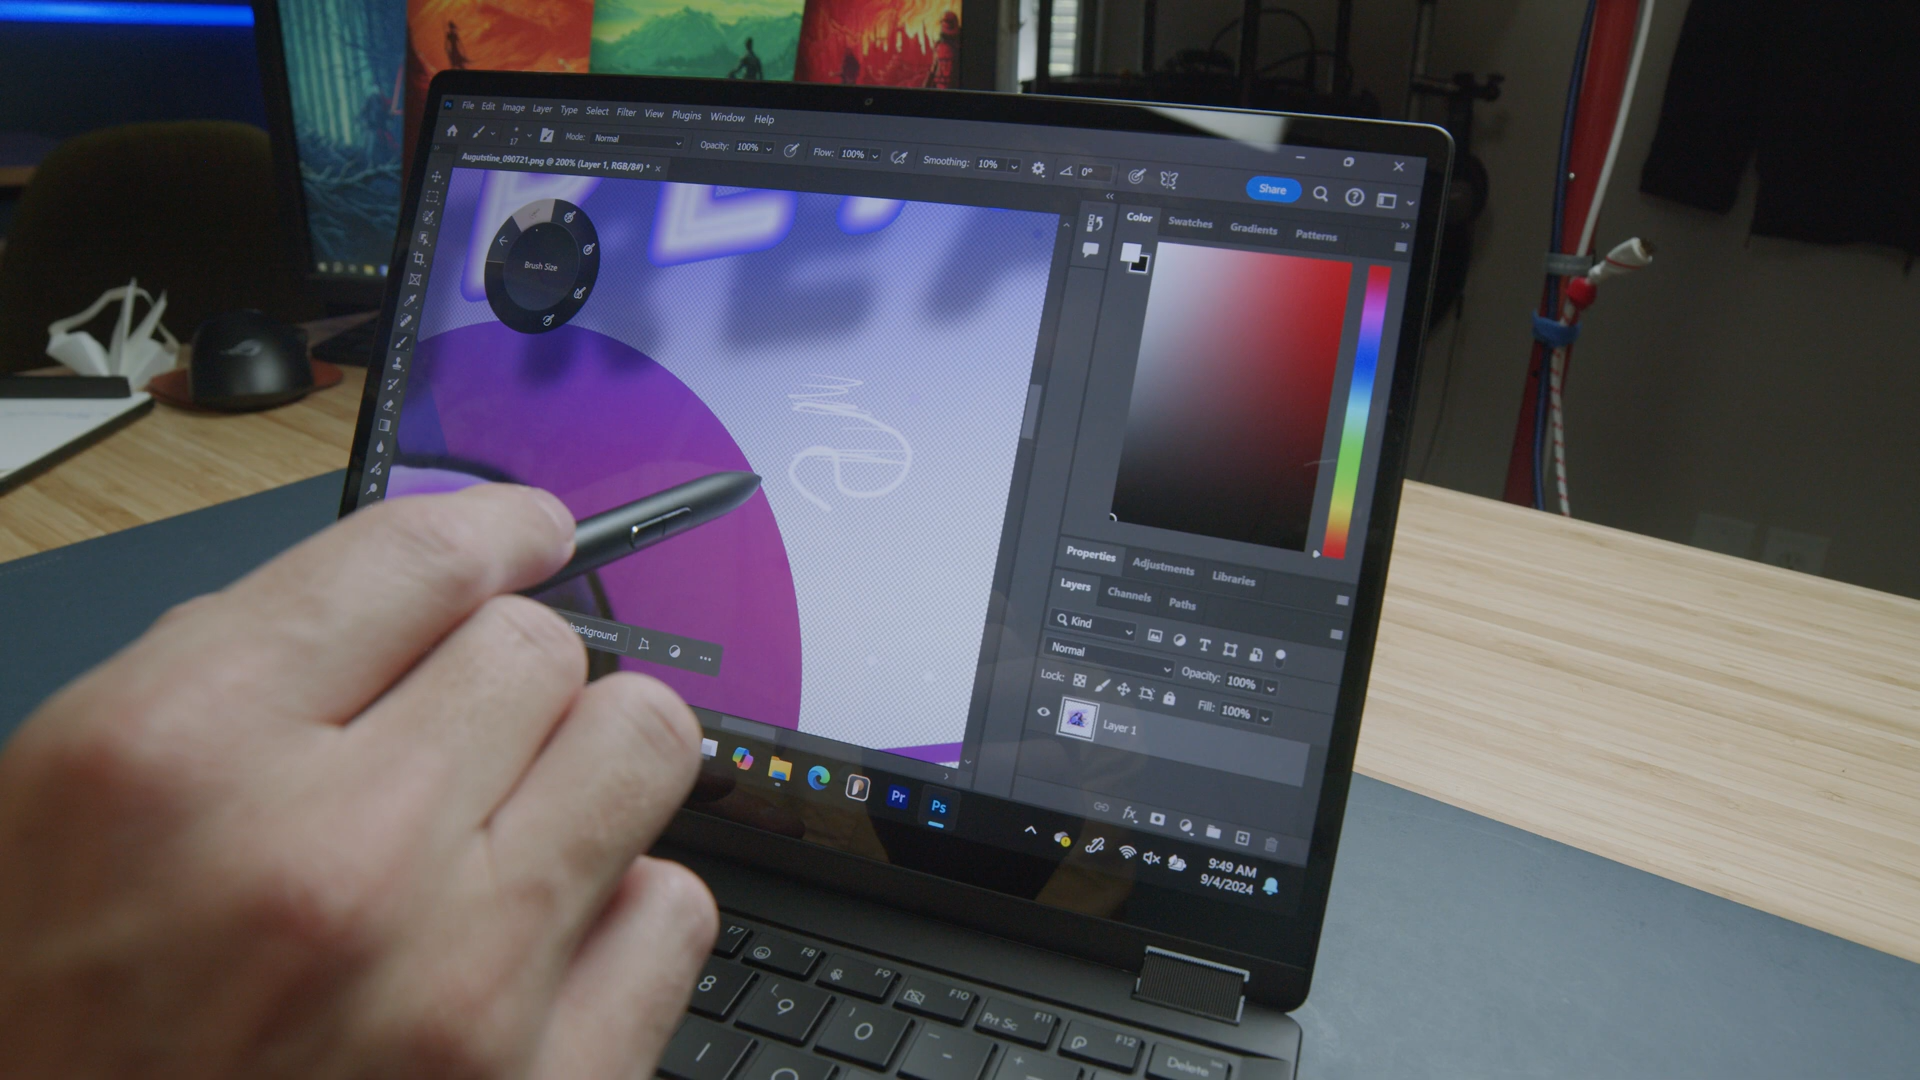 File Edit Image Layer Type Select Filter View Plugins Window Help
17 Mode: Normal Opacity: 100% Flow: 100% Smoothing: 10% 0° Share
Augutstine_090721.png @ 200% (Layer 1, RGB/8#) *
Brush Size
Color Swatches Gradients Patterns
Properties Adjustments Libraries
Layers Channels Paths
Kind
Normal Opacity: 100%
Lock: Fill: 100%
Layer 1
background
fx
Pr Ps
9:49 AM
9/4/2024
F7 F8 F9 F10 Prt Sc F11 F12 Delete
8 9 0 -